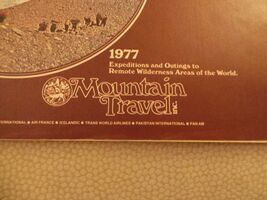 1977
Expeditions and Outings to
Remote Wilderness Areas of the World.
Mountain
Travel INC.
INTERNATIONAL ★ AIR FRANCE ★ ICELANDIC ★ TRANS WORLD AIRLINES ★ PAKISTAN INTERNATIONAL ★ PAN AM